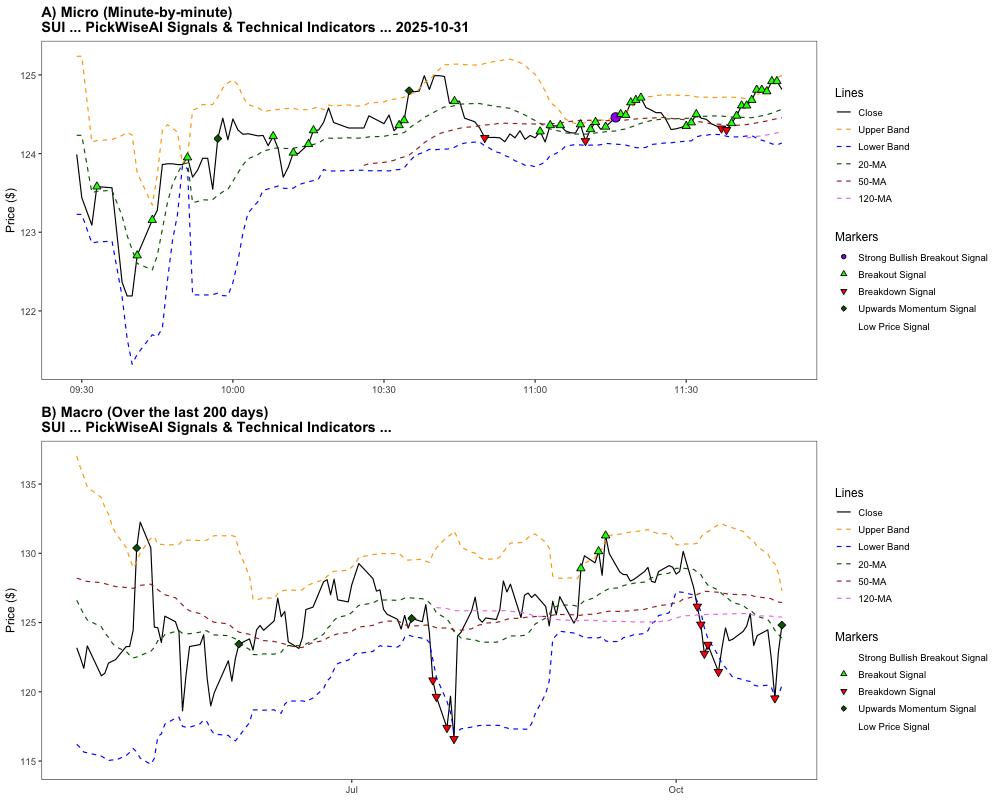 A) Micro (Minute-by-minute)
SUI ... PickWiseAI Signals & Technical Indicators ... 2025-10-31
Price ($)
125
124
123
122
09:30
10:00
10:30
11:00
11:30
Lines
Close
Upper Band
Lower Band
20-MA
50-MA
120-MA
Markers
Strong Bullish Breakout Signal
Breakout Signal
Breakdown Signal
Upwards Momentum Signal
Low Price Signal
B) Macro (Over the last 200 days)
SUI ... PickWiseAI Signals & Technical Indicators ...
Price ($)
135
130
125
120
115
Jul
Oct
Lines
Close
Upper Band
Lower Band
20-MA
50-MA
120-MA
Markers
Strong Bullish Breakout Signal
Breakout Signal
Breakdown Signal
Upwards Momentum Signal
Low Price Signal